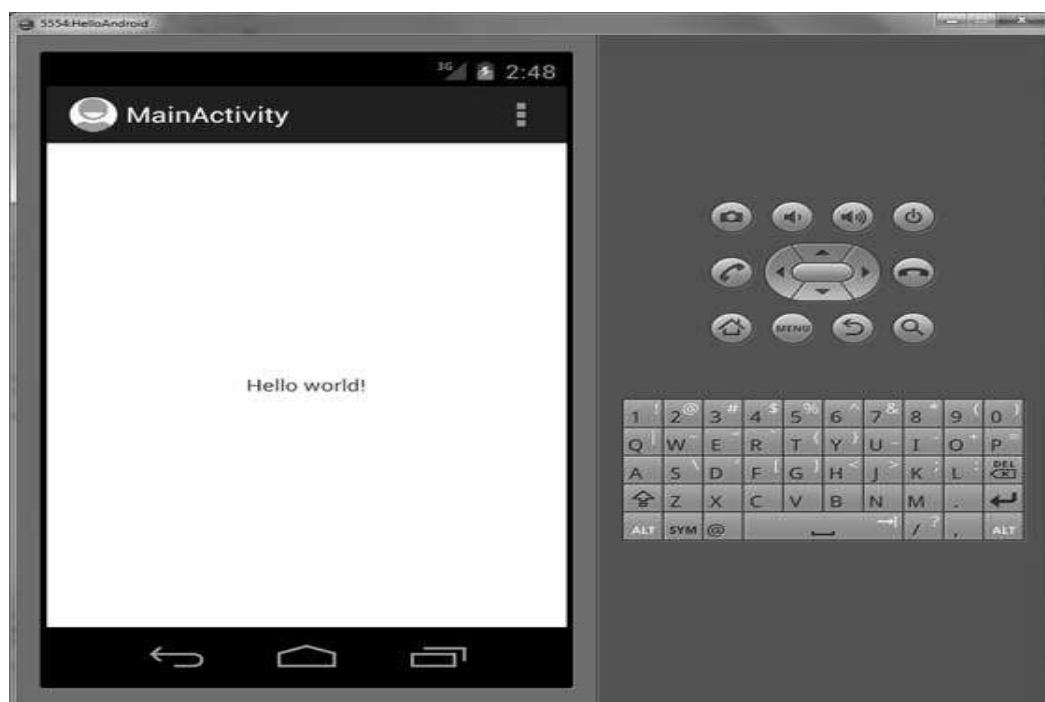 5554:HelloAndroid
3G 2:48
MainActivity
Hello world!
MENU
1 ! 2 @ 3 # 4 $ 5 % 6 ^ 7 & 8 * 9 ( 0 )
Q | W ~ E " R ` T { Y } U _ I - O + P =
A S \ D ' F [ G ] H < J > K ; L : DEL
Z X C V B N M .
ALT SYM @ / ? , ALT